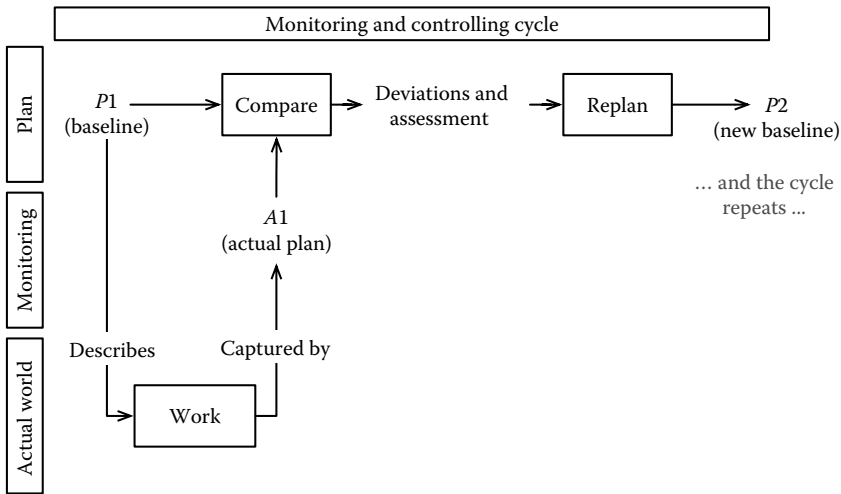 Monitoring and controlling cycle
Plan
P1
(baseline)
Compare
Deviations and
assessment
Replan
P2
(new baseline)
… and the cycle
repeats ...
Monitoring
A1
(actual plan)
Describes
Captured by
Actual world
Work